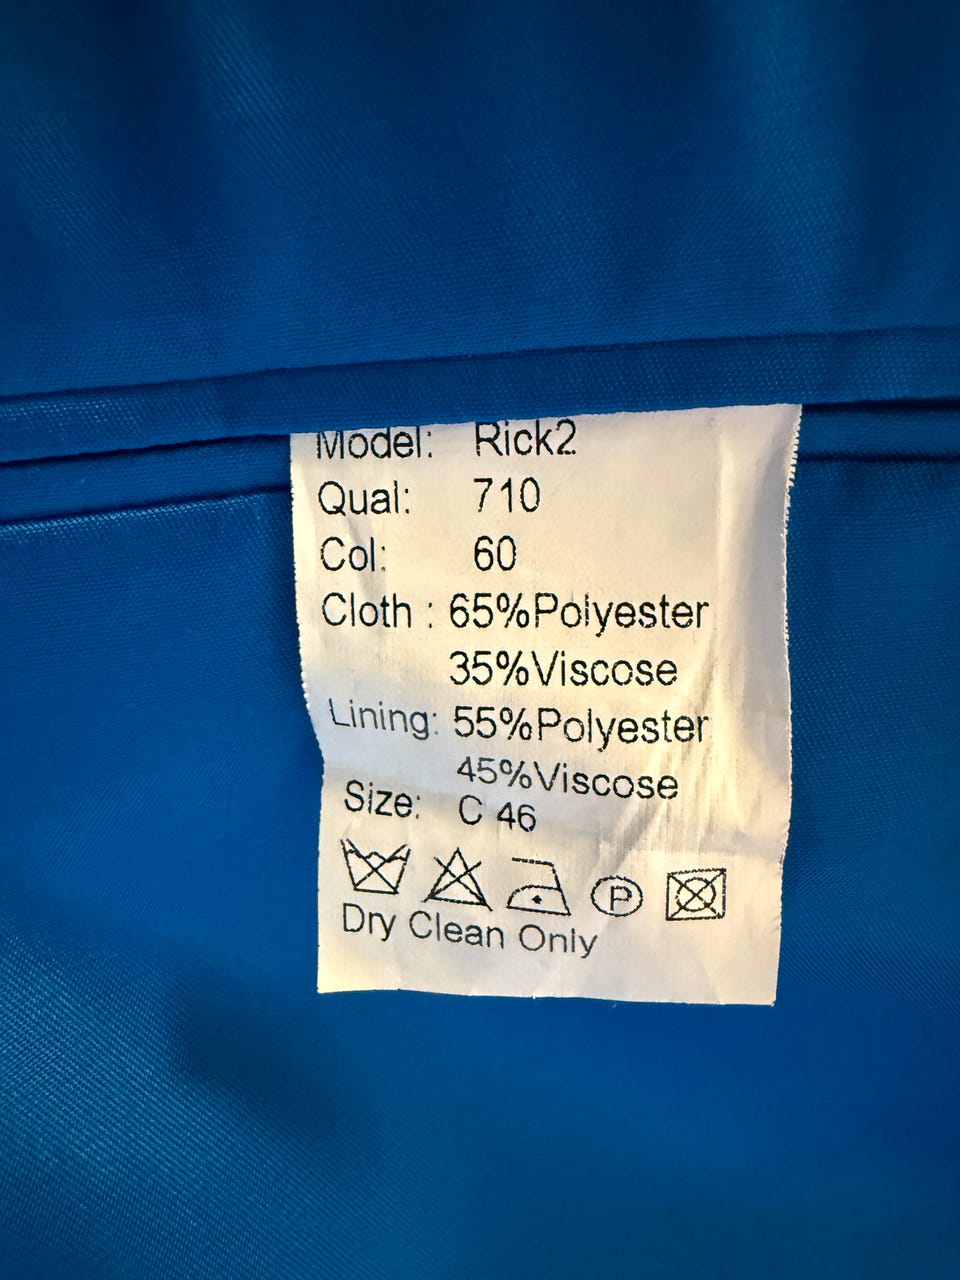 Model: Rick2
Qual: 710
Col: 60
Cloth : 65%Polyester
35%Viscose
Lining: 55%Polyester
45%Viscose
Size: C 46
P
Dry Clean Only